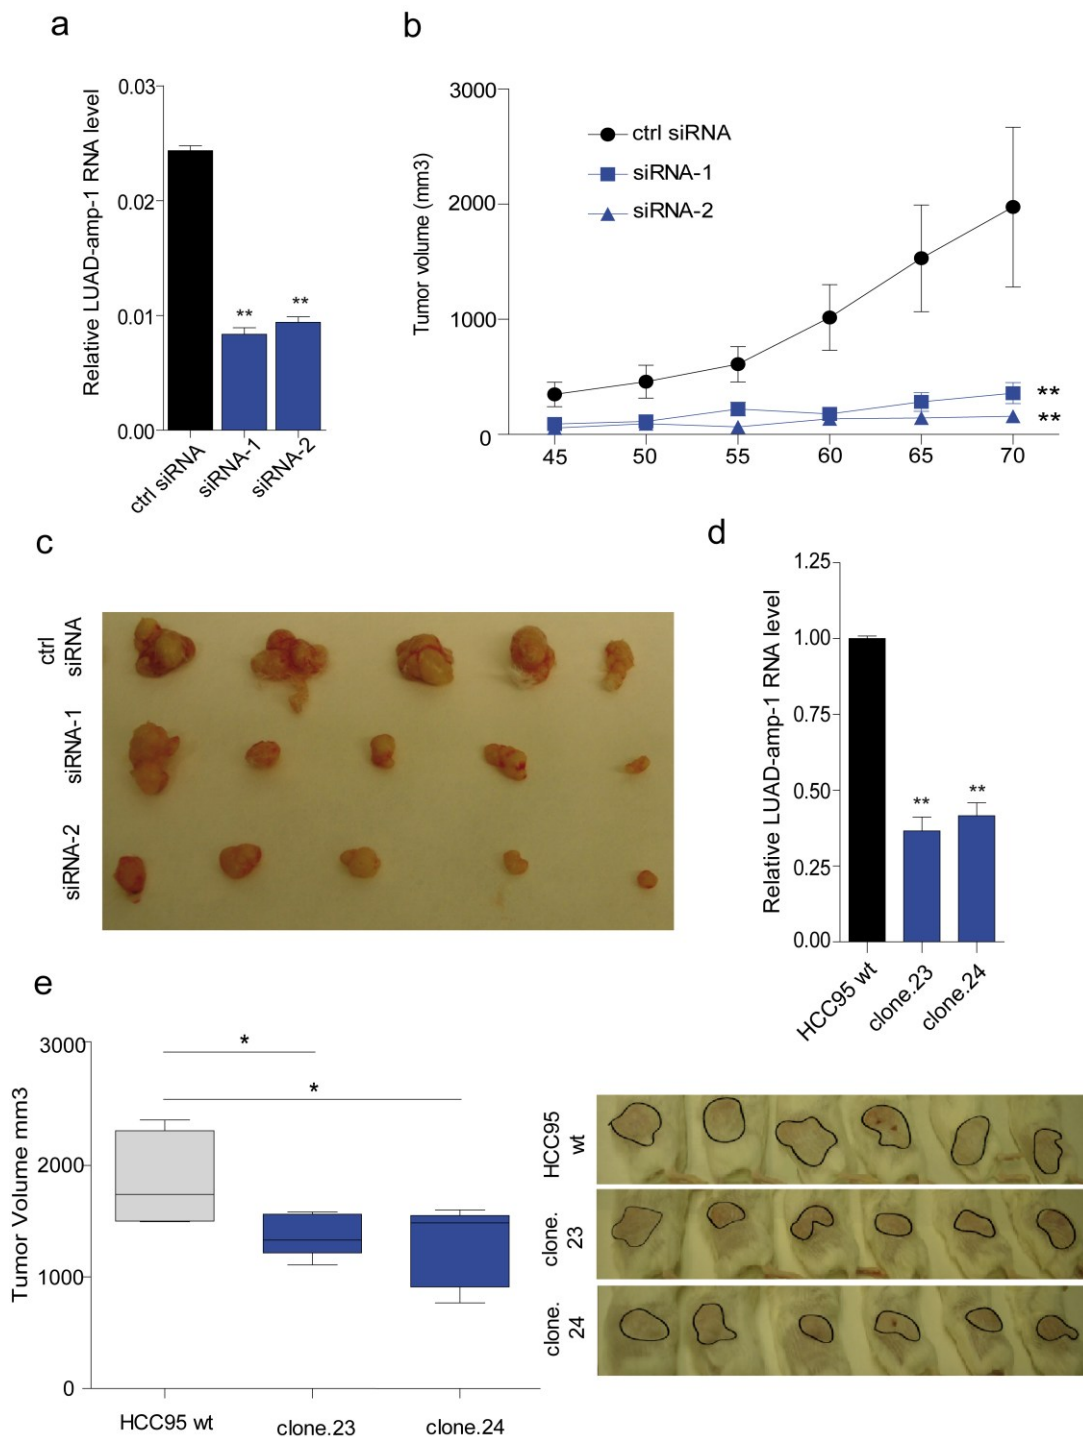 a
Relative LUAD-amp-1 RNA level
0.03
0.02
0.01
0.00
**
**
ctrl siRNA
siRNA-1
siRNA-2
b
Tumor volume (mm3)
3000
2000
1000
0
ctrl siRNA
siRNA-1
siRNA-2
**
**
45 50 55 60 65 70
c
ctrl
siRNA
siRNA-1
siRNA-2
d
Relative LUAD-amp-1 RNA level
1.25
1.00
0.75
0.50
0.25
0.00
**
**
HCC95 wt
clone.23
clone.24
e
Tumor Volume mm3
3000
2000
1000
0
*
*
HCC95 wt
clone.23
clone.24
HCC95
wt
clone.
23
clone.
24